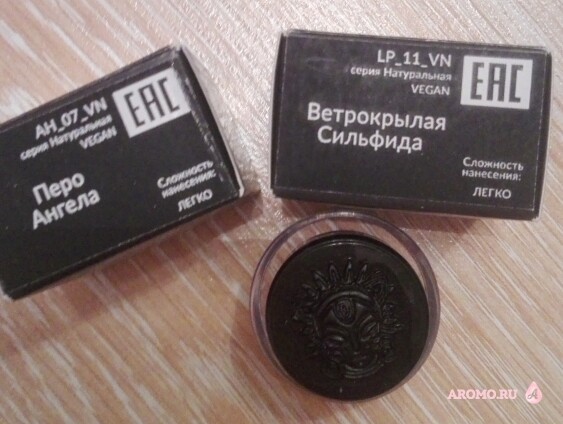 AH_07_VN
серия Натуральная
VEGAN
EAC
Перо
Ангела
Сложность
нанесения:
ЛЕГКО
LP_11_VN
серия Натуральная
VEGAN
EAC
Ветрокрылая
Сильфида
Сложность
нанесения:
ЛЕГКО
AROMO.RU